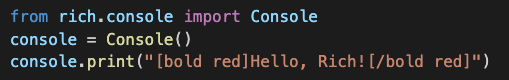 from rich.console import Console
console = Console()
console.print("[bold red]Hello, Rich![/bold red]")